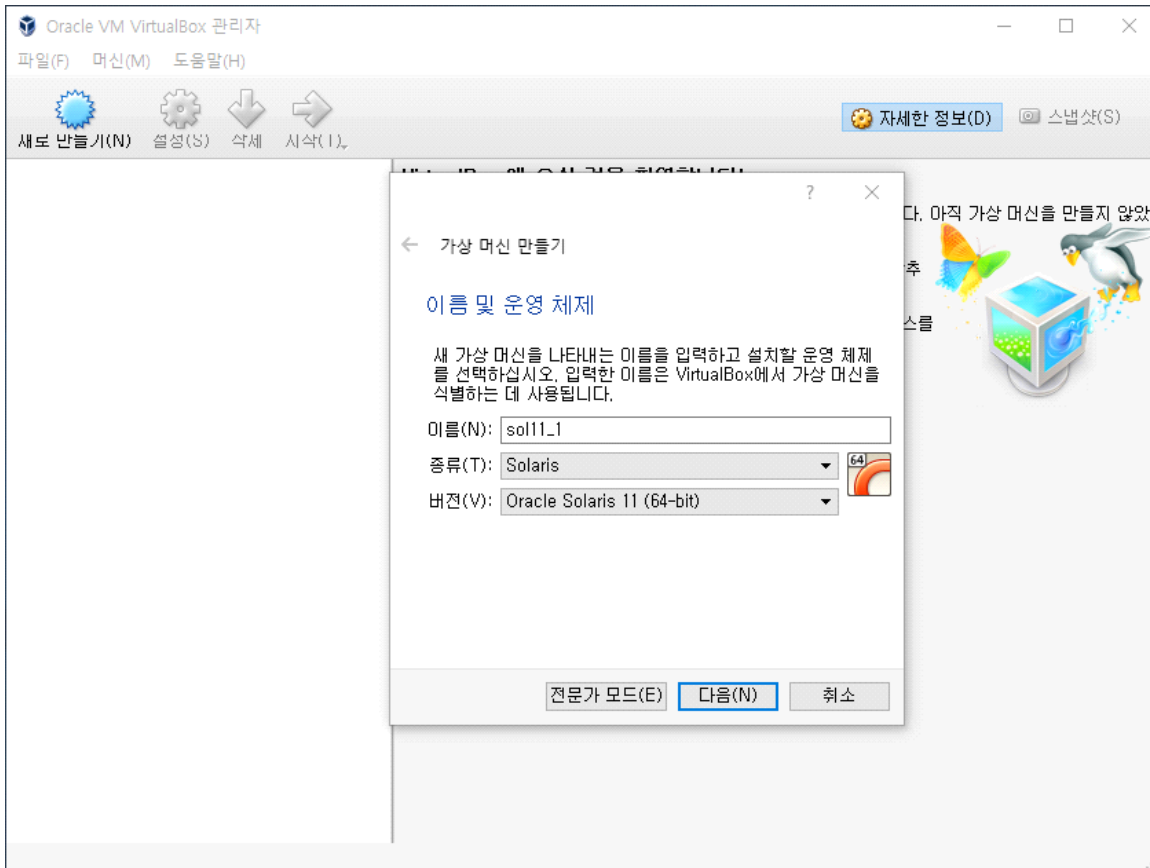 Oracle VM VirtualBox 관리자
파일(F) 머신(M) 도움말(H)
새로 만들기(N) 설정(S) 삭제 시작(T)
자세한 정보(D) 스냅샷(S)
다. 아직 가상 머신을 만들지 않았
추
스를
?
가상 머신 만들기
이름 및 운영 체제
새 가상 머신을 나타내는 이름을 입력하고 설치할 운영 체제
를 선택하십시오. 입력한 이름은 VirtualBox에서 가상 머신을
식별하는 데 사용됩니다.
이름(N): sol11_1
종류(T): Solaris
64
버전(V): Oracle Solaris 11 (64-bit)
전문가 모드(E) 다음(N) 취소